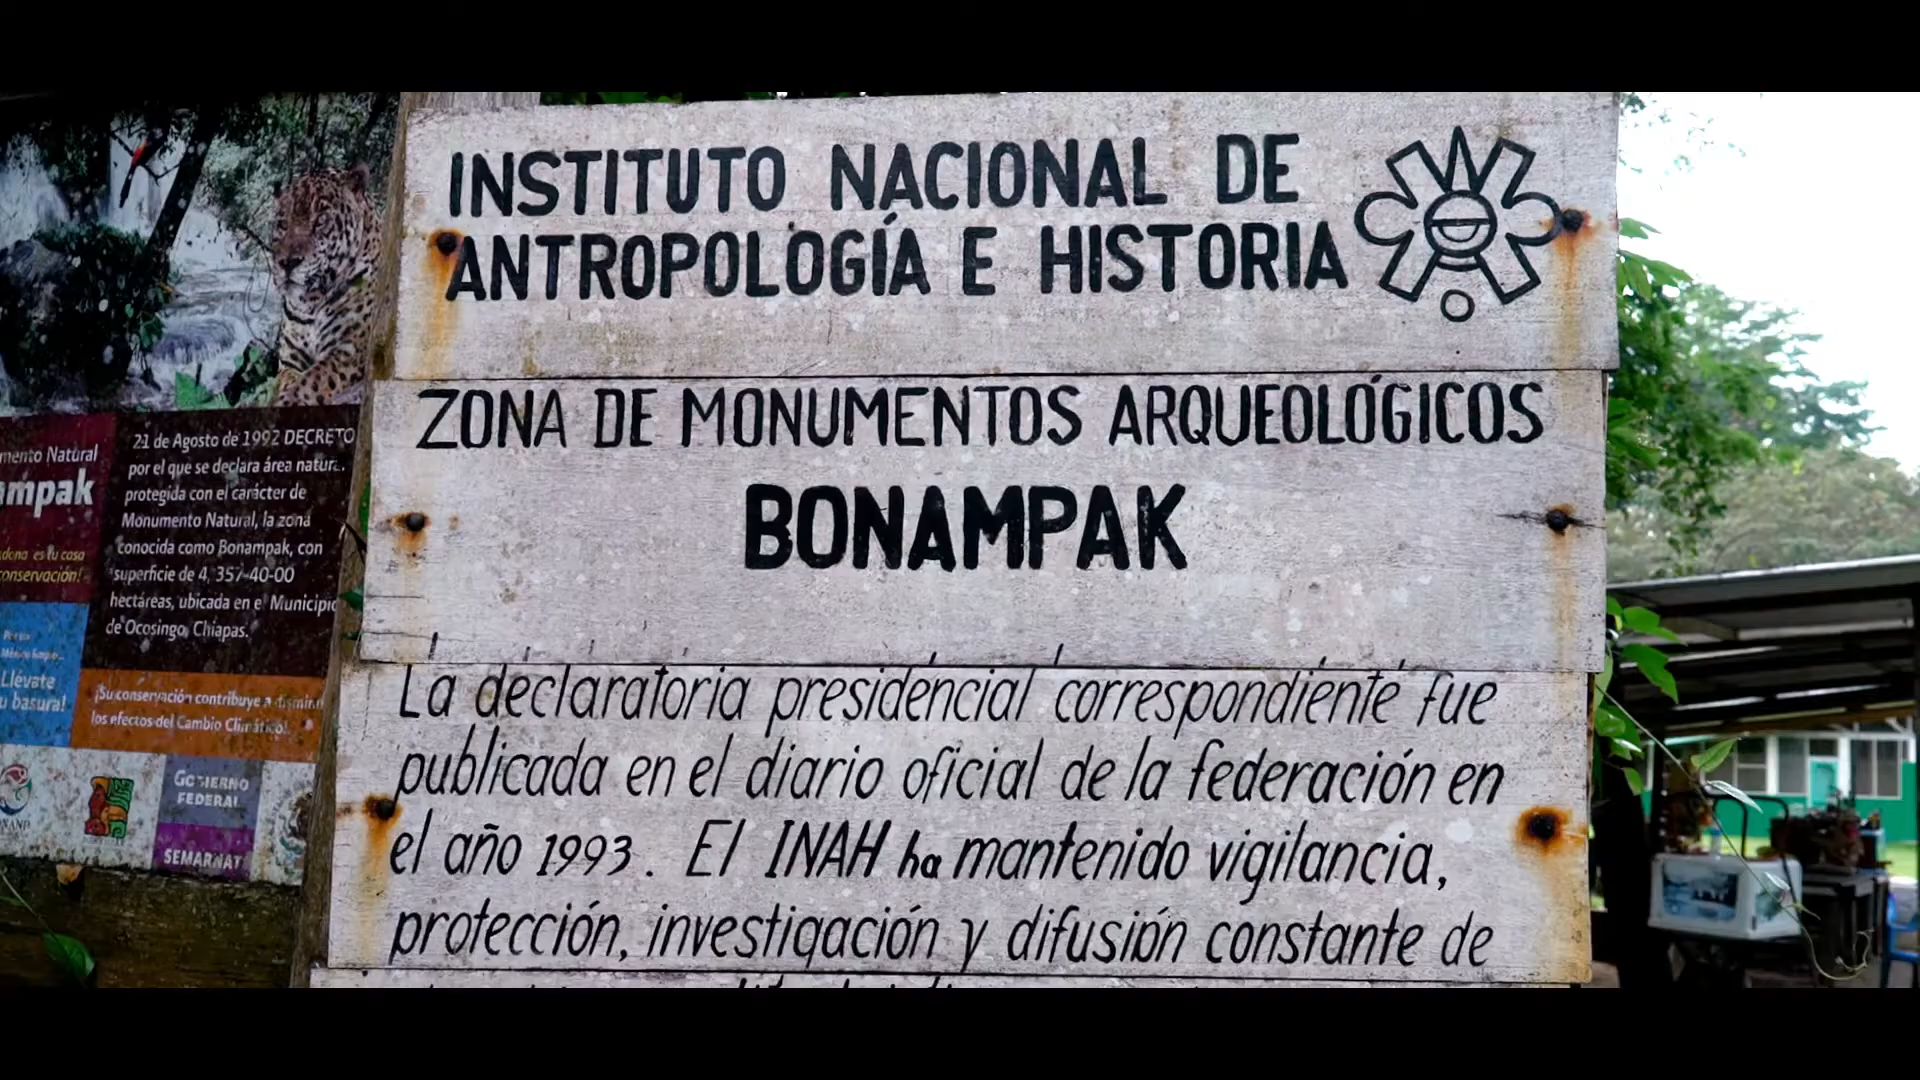 INSTITUTO NACIONAL DE
ANTROPOLOGÍA E HISTORIA
ZONA DE MONUMENTOS ARQUEOLÓGICOS
BONAMPAK
La declaratoria presidencial correspondiente fue
publicada en el diario oficial de la federación en
el año 1993. El INAH ha mantenido vigilancia,
protección, investigación y difusión constante de
mento Natural
ampak
conservación!
21 de Agosto de 1992 DECRETO
por el que se declara área natur
protegida con el carácter de
Monumento Natural, la zona
conocida como Bonampak, con
superficie de 4, 357-40-00
hectáreas, ubicada en e Municipio
de Ocosingo, Chiapas.
Llévate
u basura!
¡Su conservación contribuye a dismin
los efectos del Cambio Climático!
GOBIERNO
FEDERAL
SEMARNAT